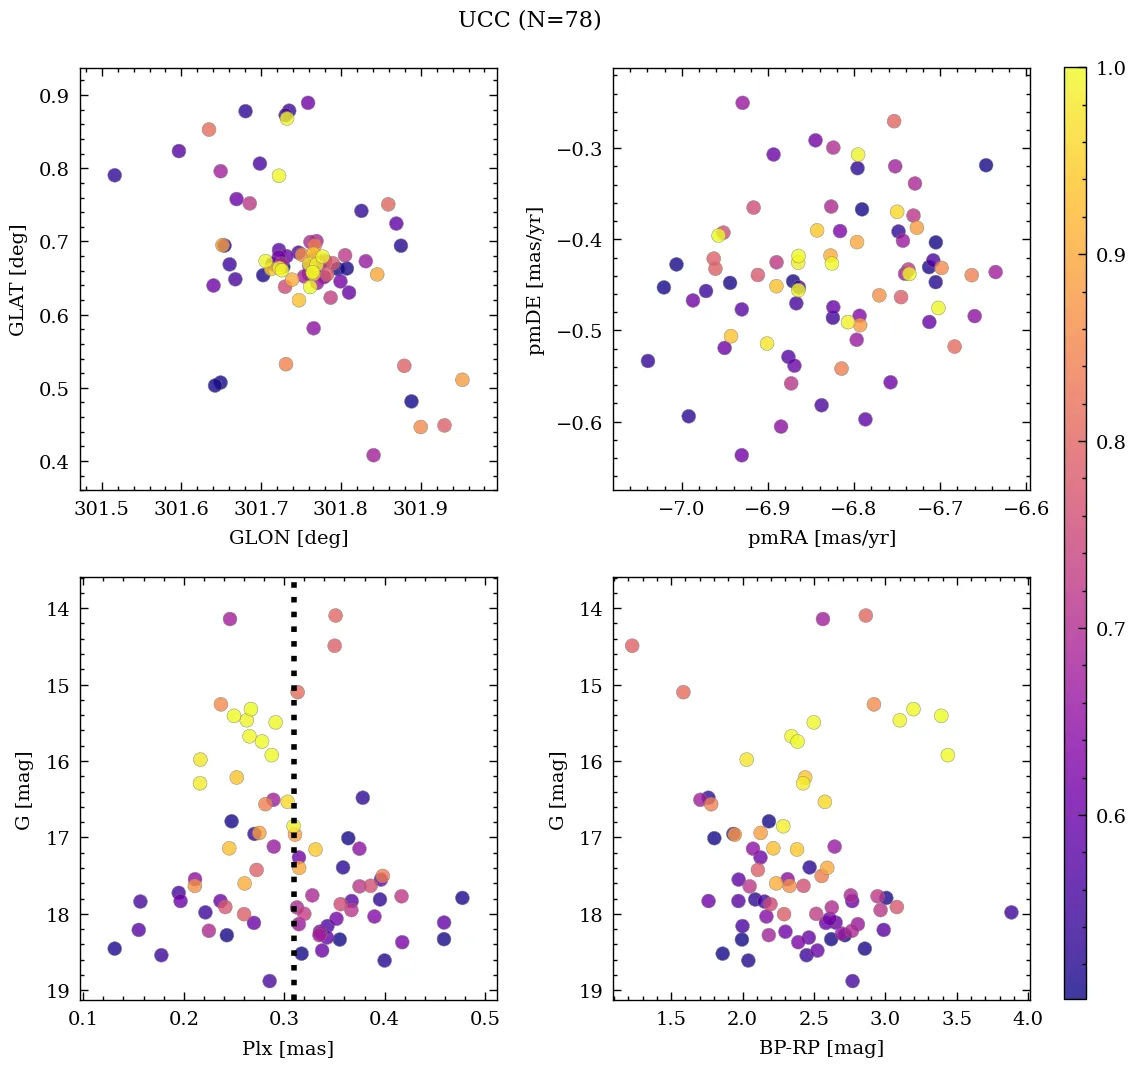 UCC (N=78)
0.9
0.8
0.7
0.6
0.5
0.4
GLAT [deg]
301.5 301.6 301.7 301.8 301.9
GLON [deg]
−0.3
−0.4
−0.5
−0.6
pmDE [mas/yr]
−7.0 −6.9 −6.8 −6.7 −6.6
pmRA [mas/yr]
14
15
16
17
18
19
G [mag]
0.1 0.2 0.3 0.4 0.5
Plx [mas]
14
15
16
17
18
19
G [mag]
1.5 2.0 2.5 3.0 3.5 4.0
BP-RP [mag]
1.0
0.9
0.8
0.7
0.6